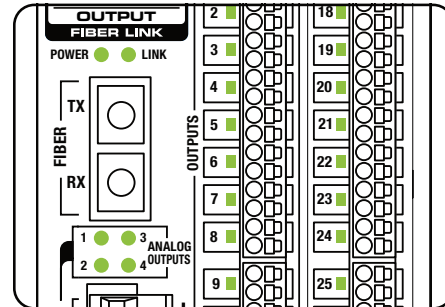 OUTPUT
FIBER LINK
POWER LINK
FIBER
TX
RX
1 3
2 4
ANALOG
OUTPUTS
OUTPUTS
2
3
4
5
6
7
8
9
18
19
20
21
22
23
24
25